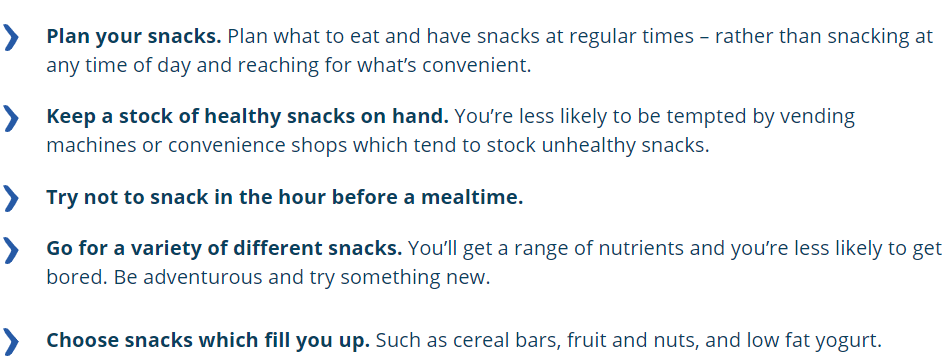 Plan your snacks. Plan what to eat and have snacks at regular times – rather than snacking at
any time of day and reaching for what’s convenient.
Keep a stock of healthy snacks on hand. You’re less likely to be tempted by vending
machines or convenience shops which tend to stock unhealthy snacks.
Try not to snack in the hour before a mealtime.
Go for a variety of different snacks. You’ll get a range of nutrients and you’re less likely to get
bored. Be adventurous and try something new.
Choose snacks which fill you up. Such as cereal bars, fruit and nuts, and low fat yogurt.